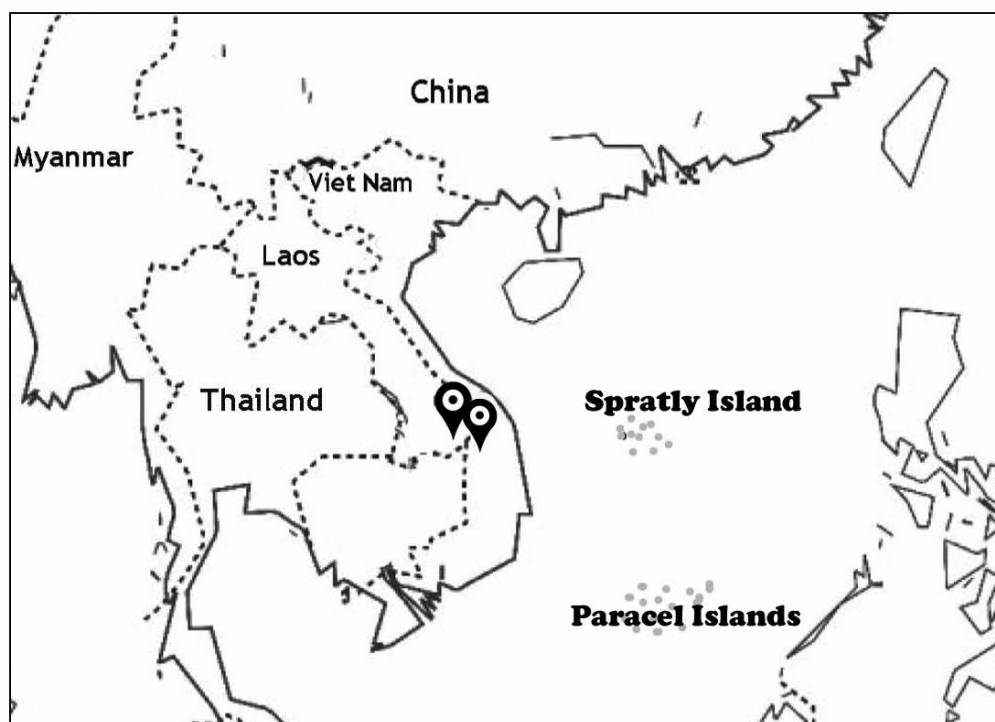 China
Myanmar
Viet Nam
Laos
Thailand
Spratly Island
Paracel Islands